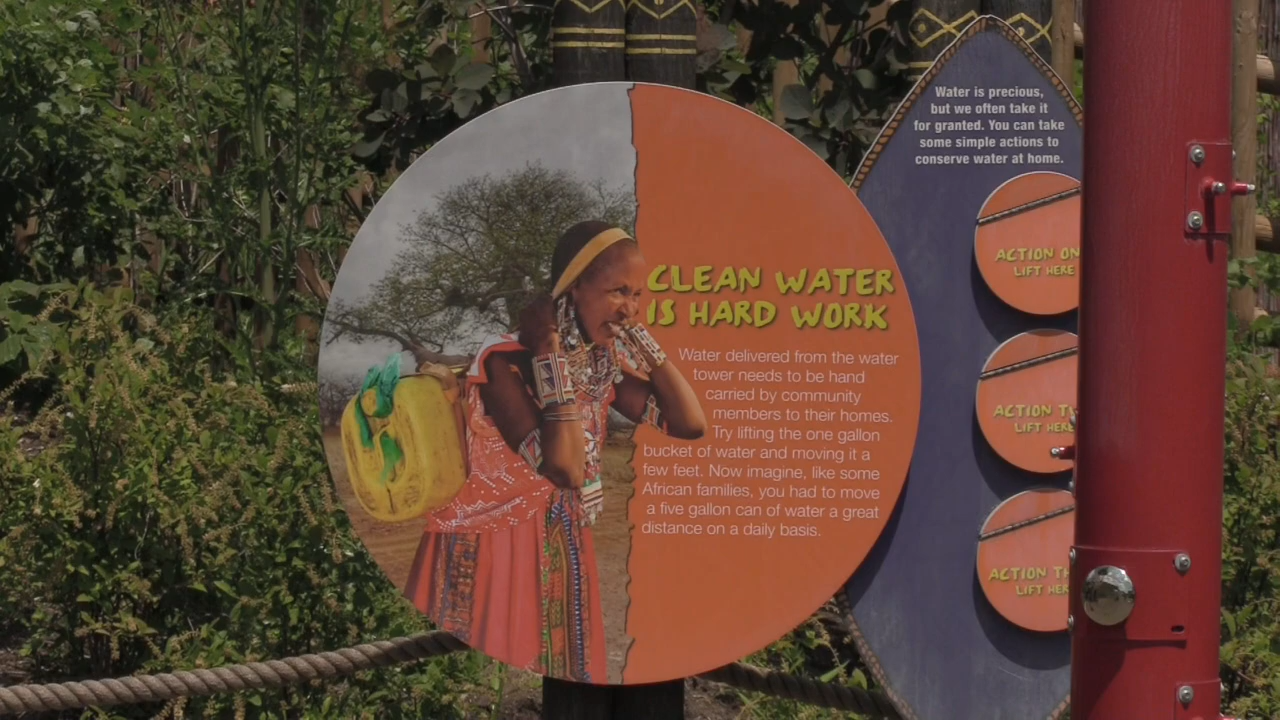 CLEAN WATER
IS HARD WORK
Water delivered from the water
tower needs to be hand
carried by community
members to their homes.
Try lifting the one gallon
bucket of water and moving it a
few feet. Now imagine, like some
African families, you had to move
a five gallon can of water a great
distance on a daily basis.
Water is precious,
but we often take it
for granted. You can take
some simple actions to
conserve water at home.
ACTION ON
LIFT HERE
ACTION T
LIFT HERE
ACTION TH
LIFT HER